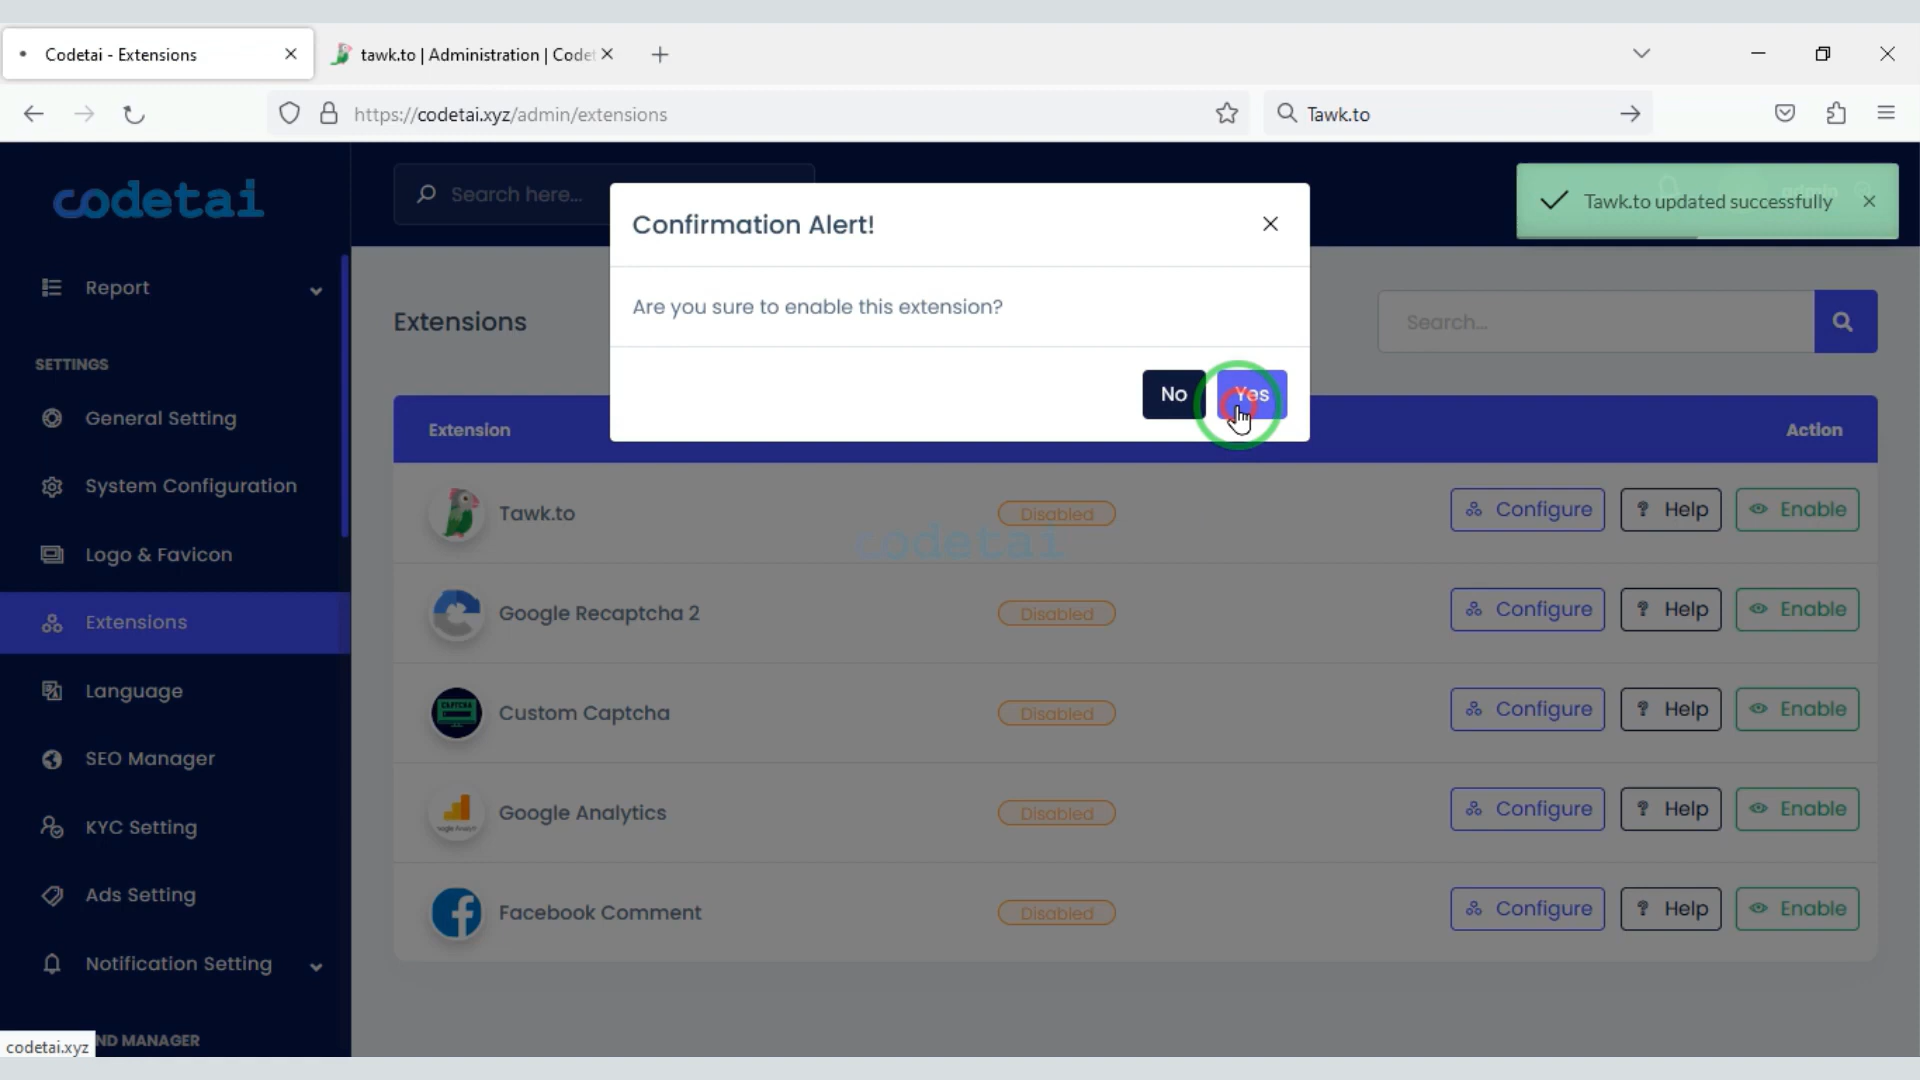 Codetai - Extensions
tawk.to | Administration | Codet
https://codetai.xyz/admin/extensions
Tawk.to
codetai
Search here...
Tawk.to updated successfully
Confirmation Alert!
Are you sure to enable this extension?
No
Yes
Report
SETTINGS
General Setting
System Configuration
Logo & Favicon
Extensions
Language
SEO Manager
KYC Setting
Ads Setting
Notification Setting
ND MANAGER
codetai.xyz
Extensions
Search...
Extension
Action
Tawk.to
Disabled
Configure
? Help
Enable
codetai
Google Recaptcha 2
Disabled
Configure
? Help
Enable
CAPTCHA
Custom Captcha
Disabled
Configure
? Help
Enable
Google Analytics
Disabled
Configure
? Help
Enable
Facebook Comment
Disabled
Configure
? Help
Enable